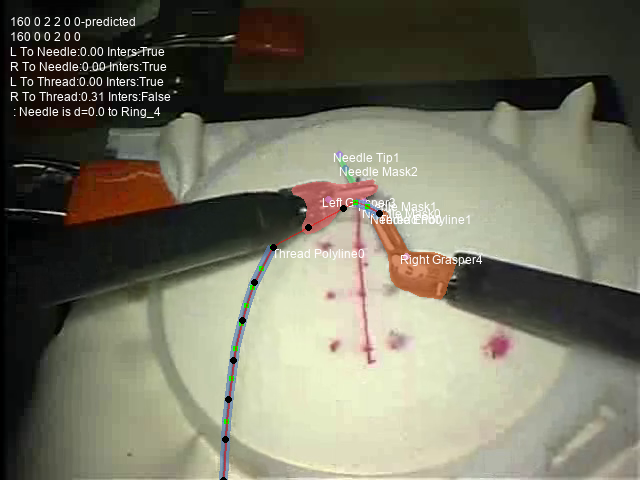 160 0 2 2 0 0-predicted
160 0 0 2 0 0
L To Needle:0.00 Inters:True
R To Needle:0.00 Inters:True
L To Thread:0.00 Inters:True
R To Thread:0.31 Inters:False
: Needle is d=0.0 to Ring_4
Needle Tip1
Needle Mask2
Thread Polyline0
Right Grasper4